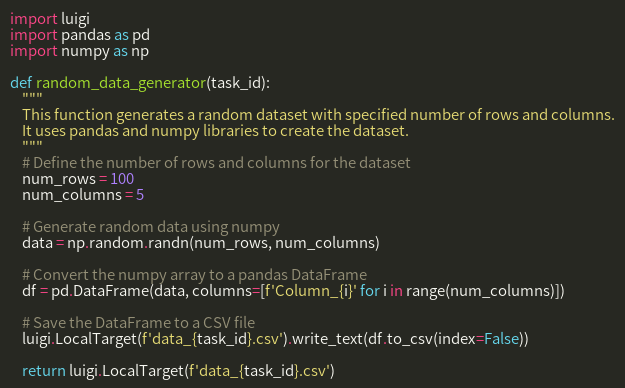 import luigi
import pandas as pd
import numpy as np

def random_data_generator(task_id):
    """
    This function generates a random dataset with specified number of rows and columns.
    It uses pandas and numpy libraries to create the dataset.
    """
    # Define the number of rows and columns for the dataset
    num_rows = 100
    num_columns = 5

    # Generate random data using numpy
    data = np.random.randn(num_rows, num_columns)

    # Convert the numpy array to a pandas DataFrame
    df = pd.DataFrame(data, columns=[f'Column_{i}' for i in range(num_columns)])

    # Save the DataFrame to a CSV file
    luigi.LocalTarget(f'data_{task_id}.csv').write_text(df.to_csv(index=False))

    return luigi.LocalTarget(f'data_{task_id}.csv')